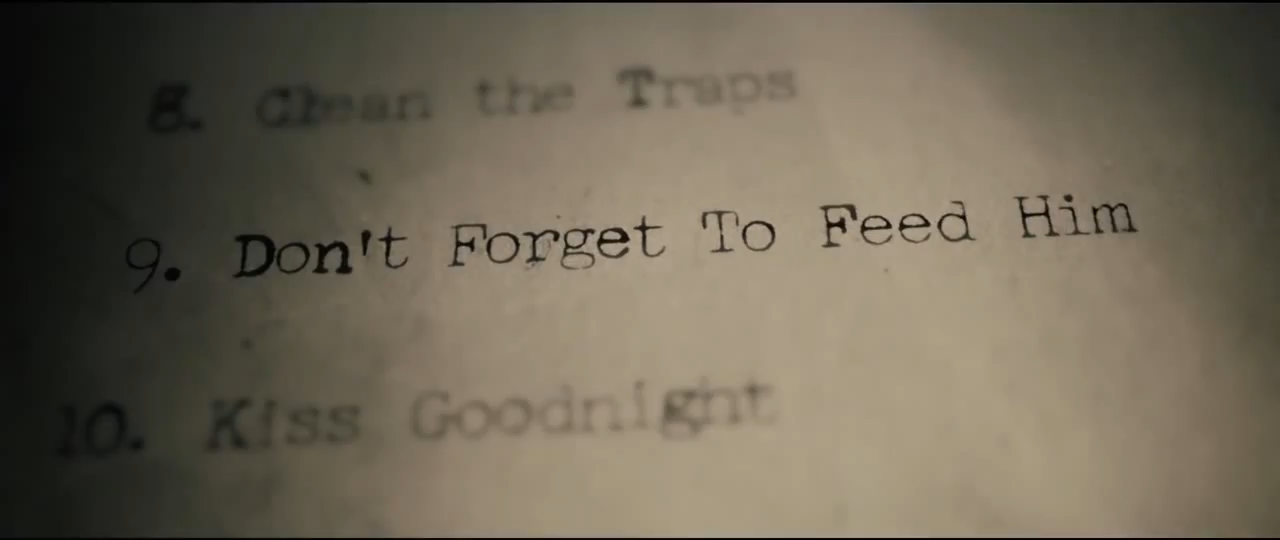 8. Clean the Traps
9. Don't Forget To Feed Him
10. Kiss Goodnight